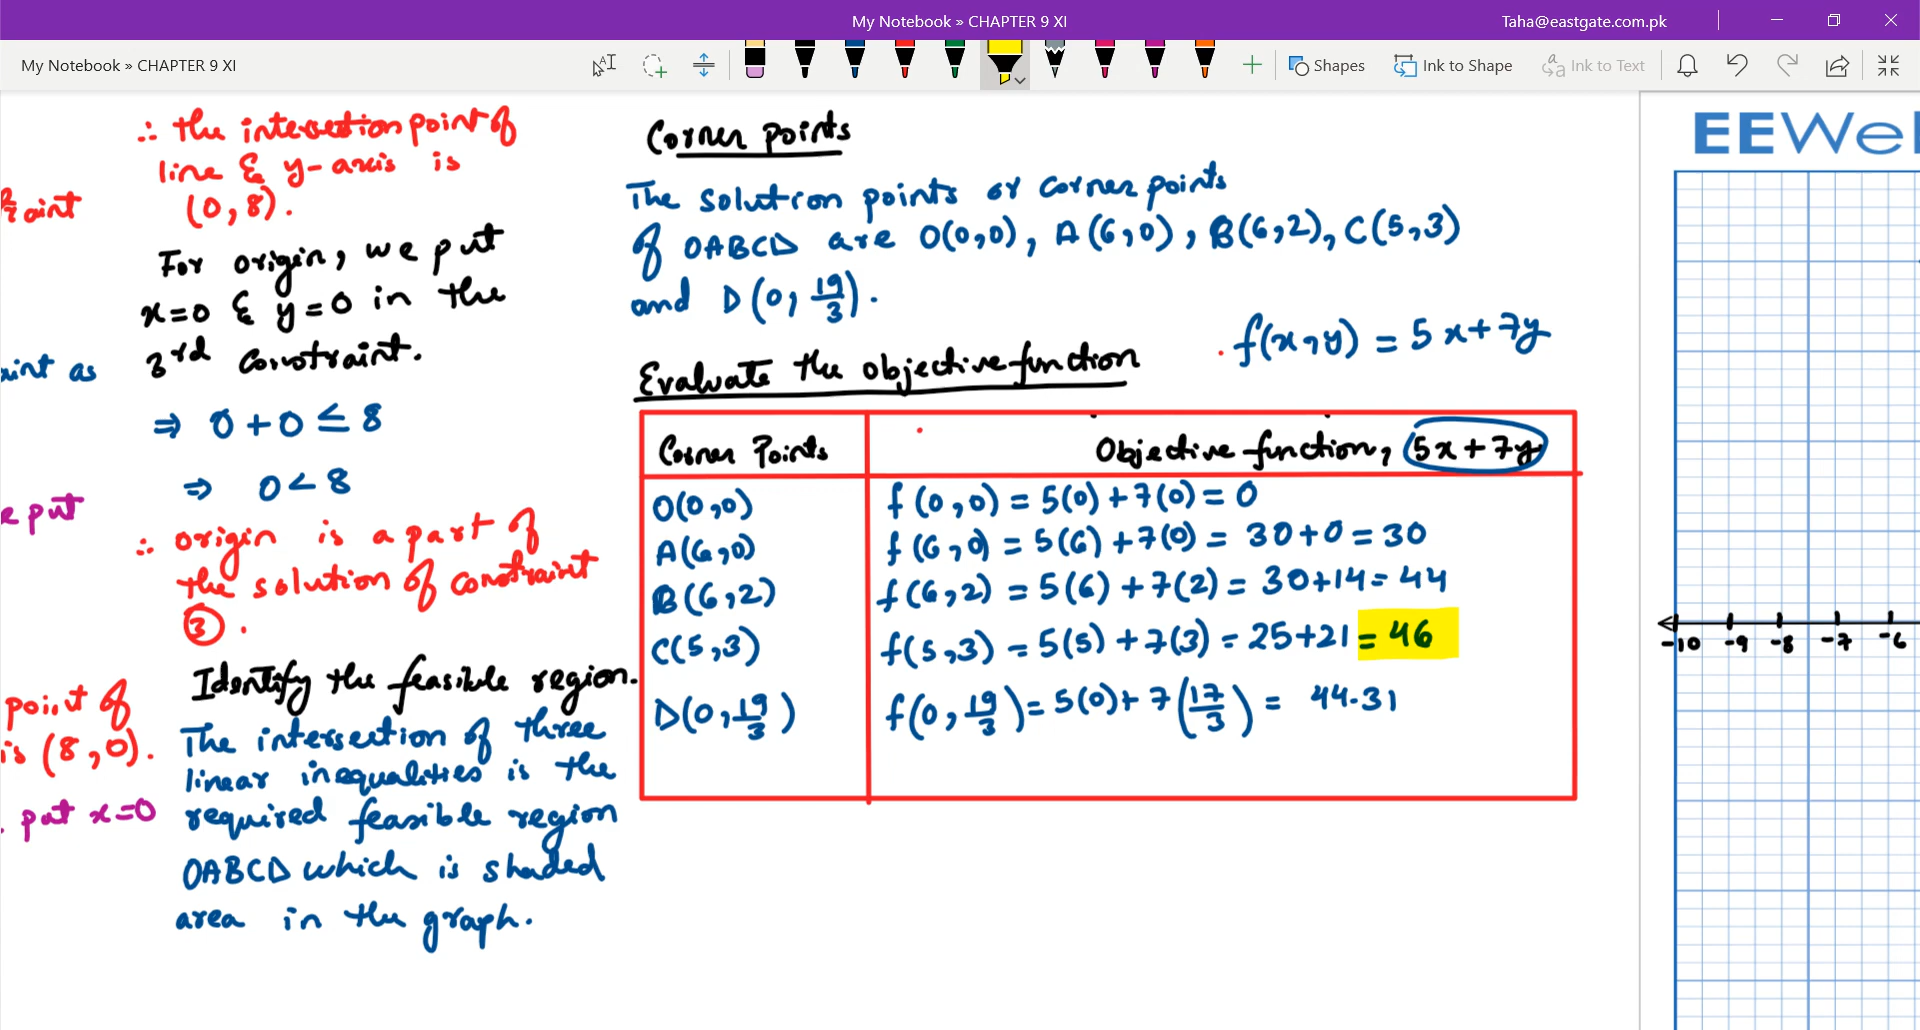 My Notebook » CHAPTER 9 XI
Taha@eastgate.com.pk
My Notebook » CHAPTER 9 XI
Shapes
Ink to Shape
Ink to Text
∴ the intersection point of
line & y-axis is
(0,8).
For origin, we put
x=0 & y=0 in the
3rd constraint.
⇒ 0+0≤8
⇒ 0<8
∴ origin is a part of
the solution of constraint
③.
Identify the feasible region.
The intersection of three
linear inequalities is the
required feasible region
OABCD which is shaded
area in the graph.
aint
aint as
e put
point of
is (8,0).
put x=0
Corner points
The solution points or corner points
of OABCD are O(0,0), A(6,0), B(6,2), C(5,3)
and D(0, 19/3).
f(x,y) = 5x+7y
Evaluate the objective function
Corner Points
Objective function, 5x+7y
O(0,0)
f(0,0) = 5(0)+7(0) = 0
A(6,0)
f(6,0) = 5(6)+7(0) = 30+0=30
B(6,2)
f(6,2) = 5(6)+7(2) = 30+14=44
C(5,3)
f(5,3) = 5(5)+7(3) = 25+21 = 46
D(0,19/3)
f(0,19/3) = 5(0)+7(17/3) = 44.31
EEWe
-10 -9 -8 -7 -6